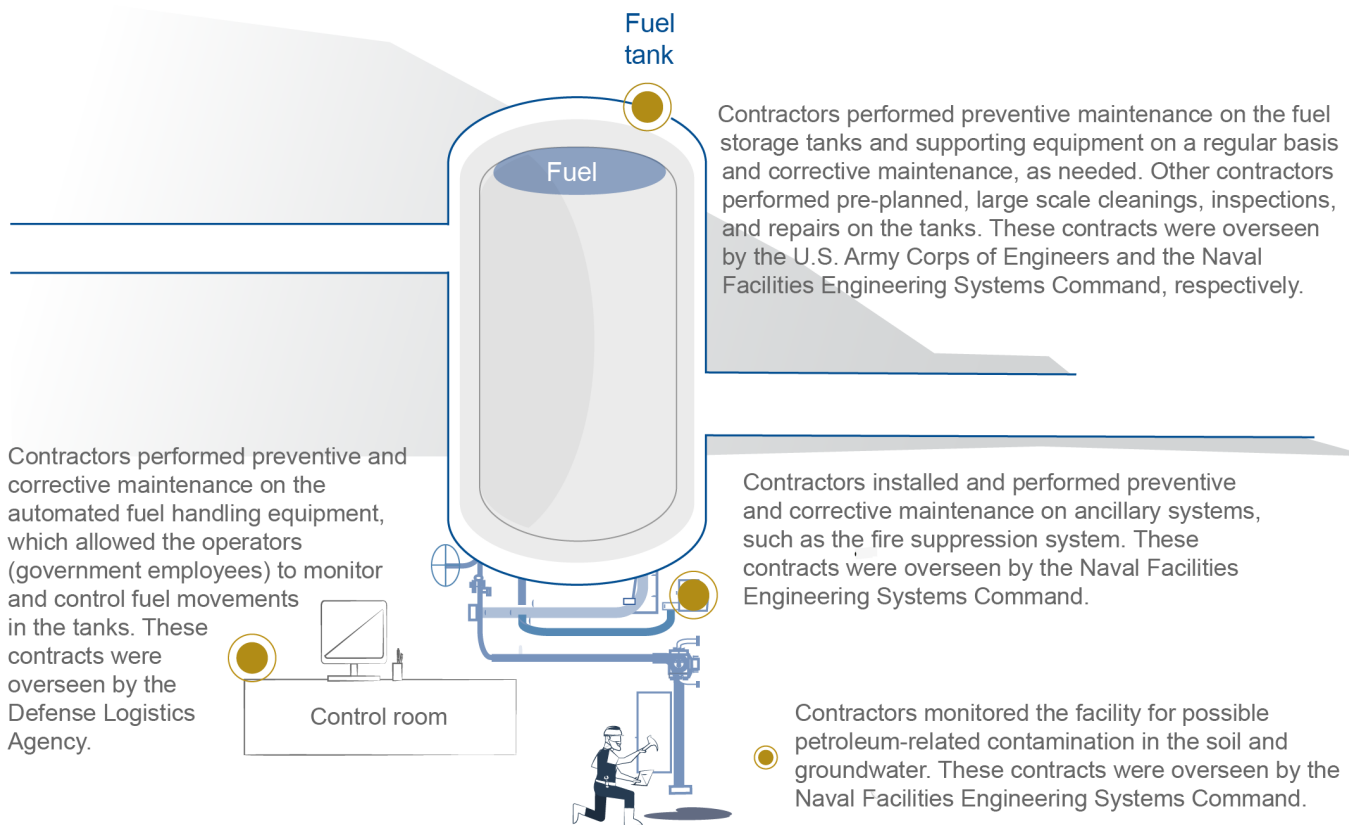 Fuel
tank
Contractors performed preventive maintenance on the fuel
storage tanks and supporting equipment on a regular basis
and corrective maintenance, as needed. Other contractors
performed pre-planned, large scale cleanings, inspections,
and repairs on the tanks. These contracts were overseen
by the U.S. Army Corps of Engineers and the Naval
Facilities Engineering Systems Command, respectively.
Fuel
Contractors performed preventive and
corrective maintenance on the
automated fuel handling equipment,
which allowed the operators
(government employees) to monitor
and control fuel movements
in the tanks. These
contracts were
overseen by the
Defense Logistics
Agency.
Control room
Contractors installed and performed preventive
and corrective maintenance on ancillary systems,
such as the fire suppression system. These
contracts were overseen by the Naval Facilities
Engineering Systems Command.
Contractors monitored the facility for possible
petroleum-related contamination in the soil and
groundwater. These contracts were overseen by the
Naval Facilities Engineering Systems Command.